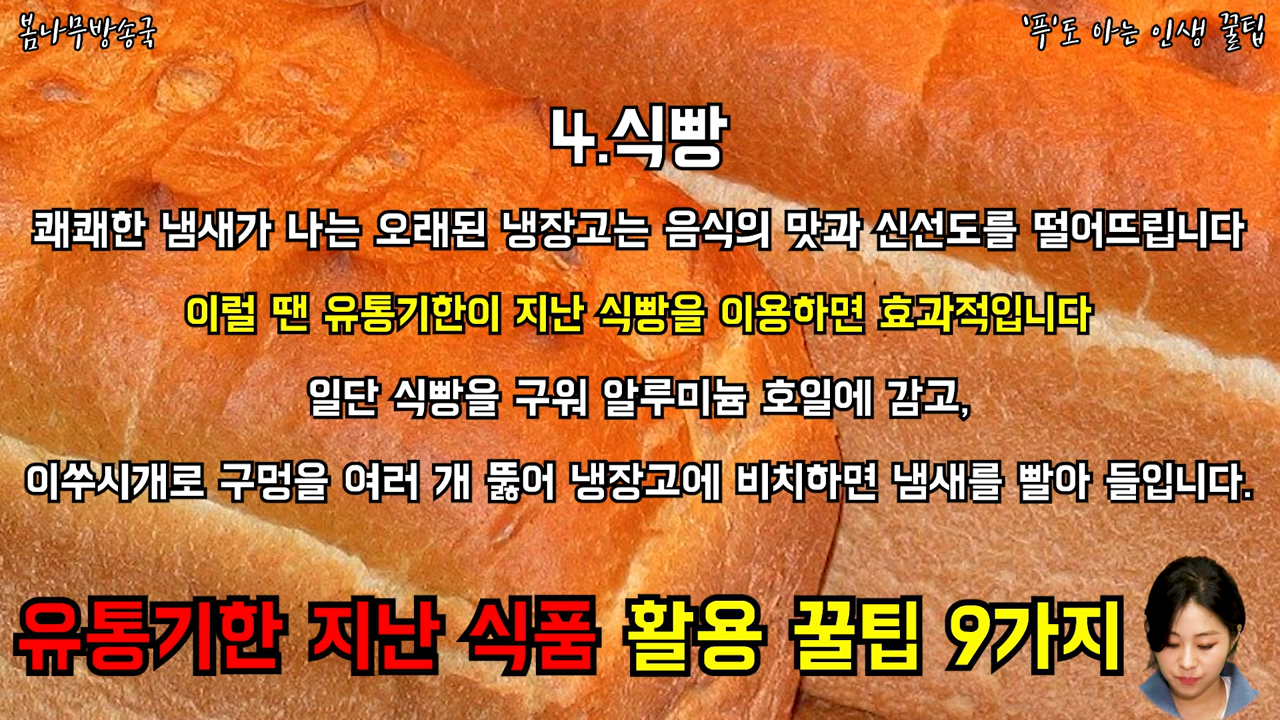 봄나무방송국
'푸'도 아는 인생 꿀팁
4.식빵
쾌쾌한 냄새가 나는 오래된 냉장고는 음식의 맛과 신선도를 떨어뜨립니다
이럴 땐 유통기한이 지난 식빵을 이용하면 효과적입니다
일단 식빵을 구워 알루미늄 호일에 감고,
이쑤시개로 구멍을 여러 개 뚫어 냉장고에 비치하면 냄새를 빨아 들입니다.
유통기한 지난 식품 활용 꿀팁 9가지